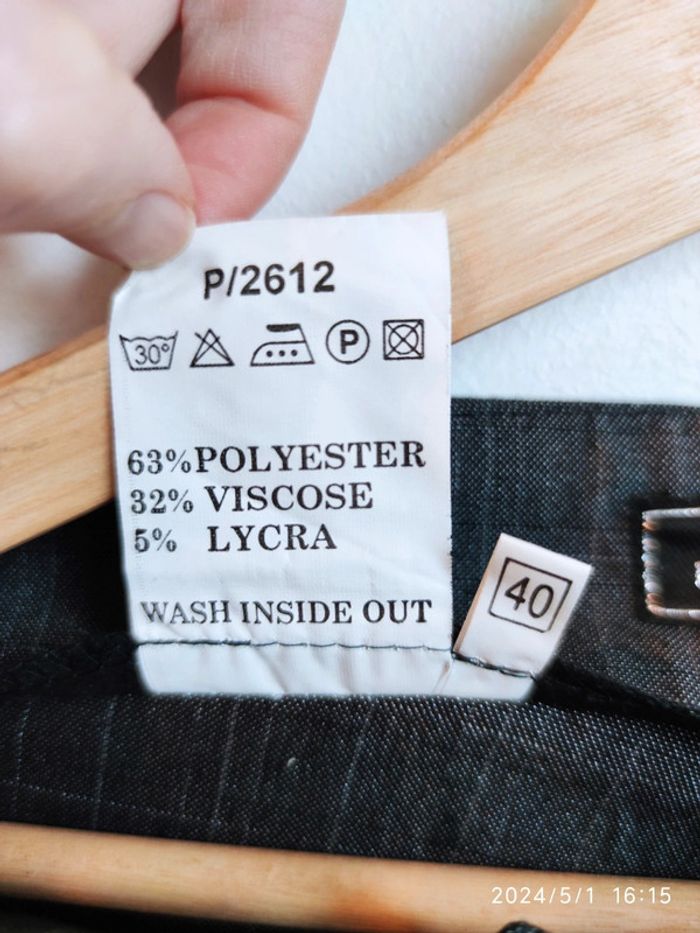 P/2612
30° P
63% POLYESTER
32% VISCOSE
5% LYCRA
WASH INSIDE OUT
40
2024/5/1 16:15